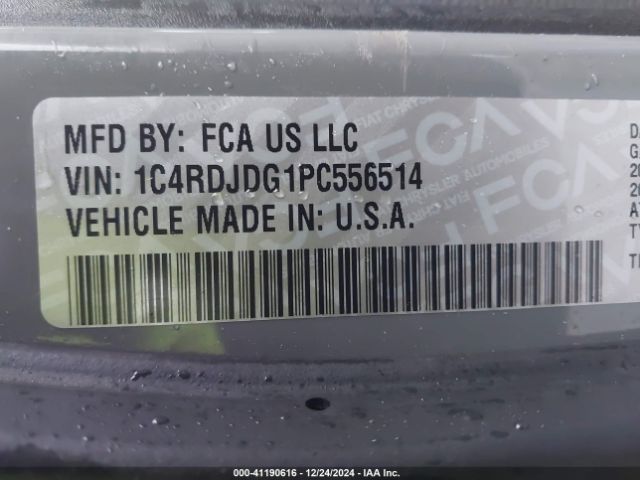 MFD BY: FCA US LLC
VIN: 1C4RDJDG1PC556514
VEHICLE MADE IN: U.S.A.
000-41190616 - 12/24/2024 - IAA Inc.